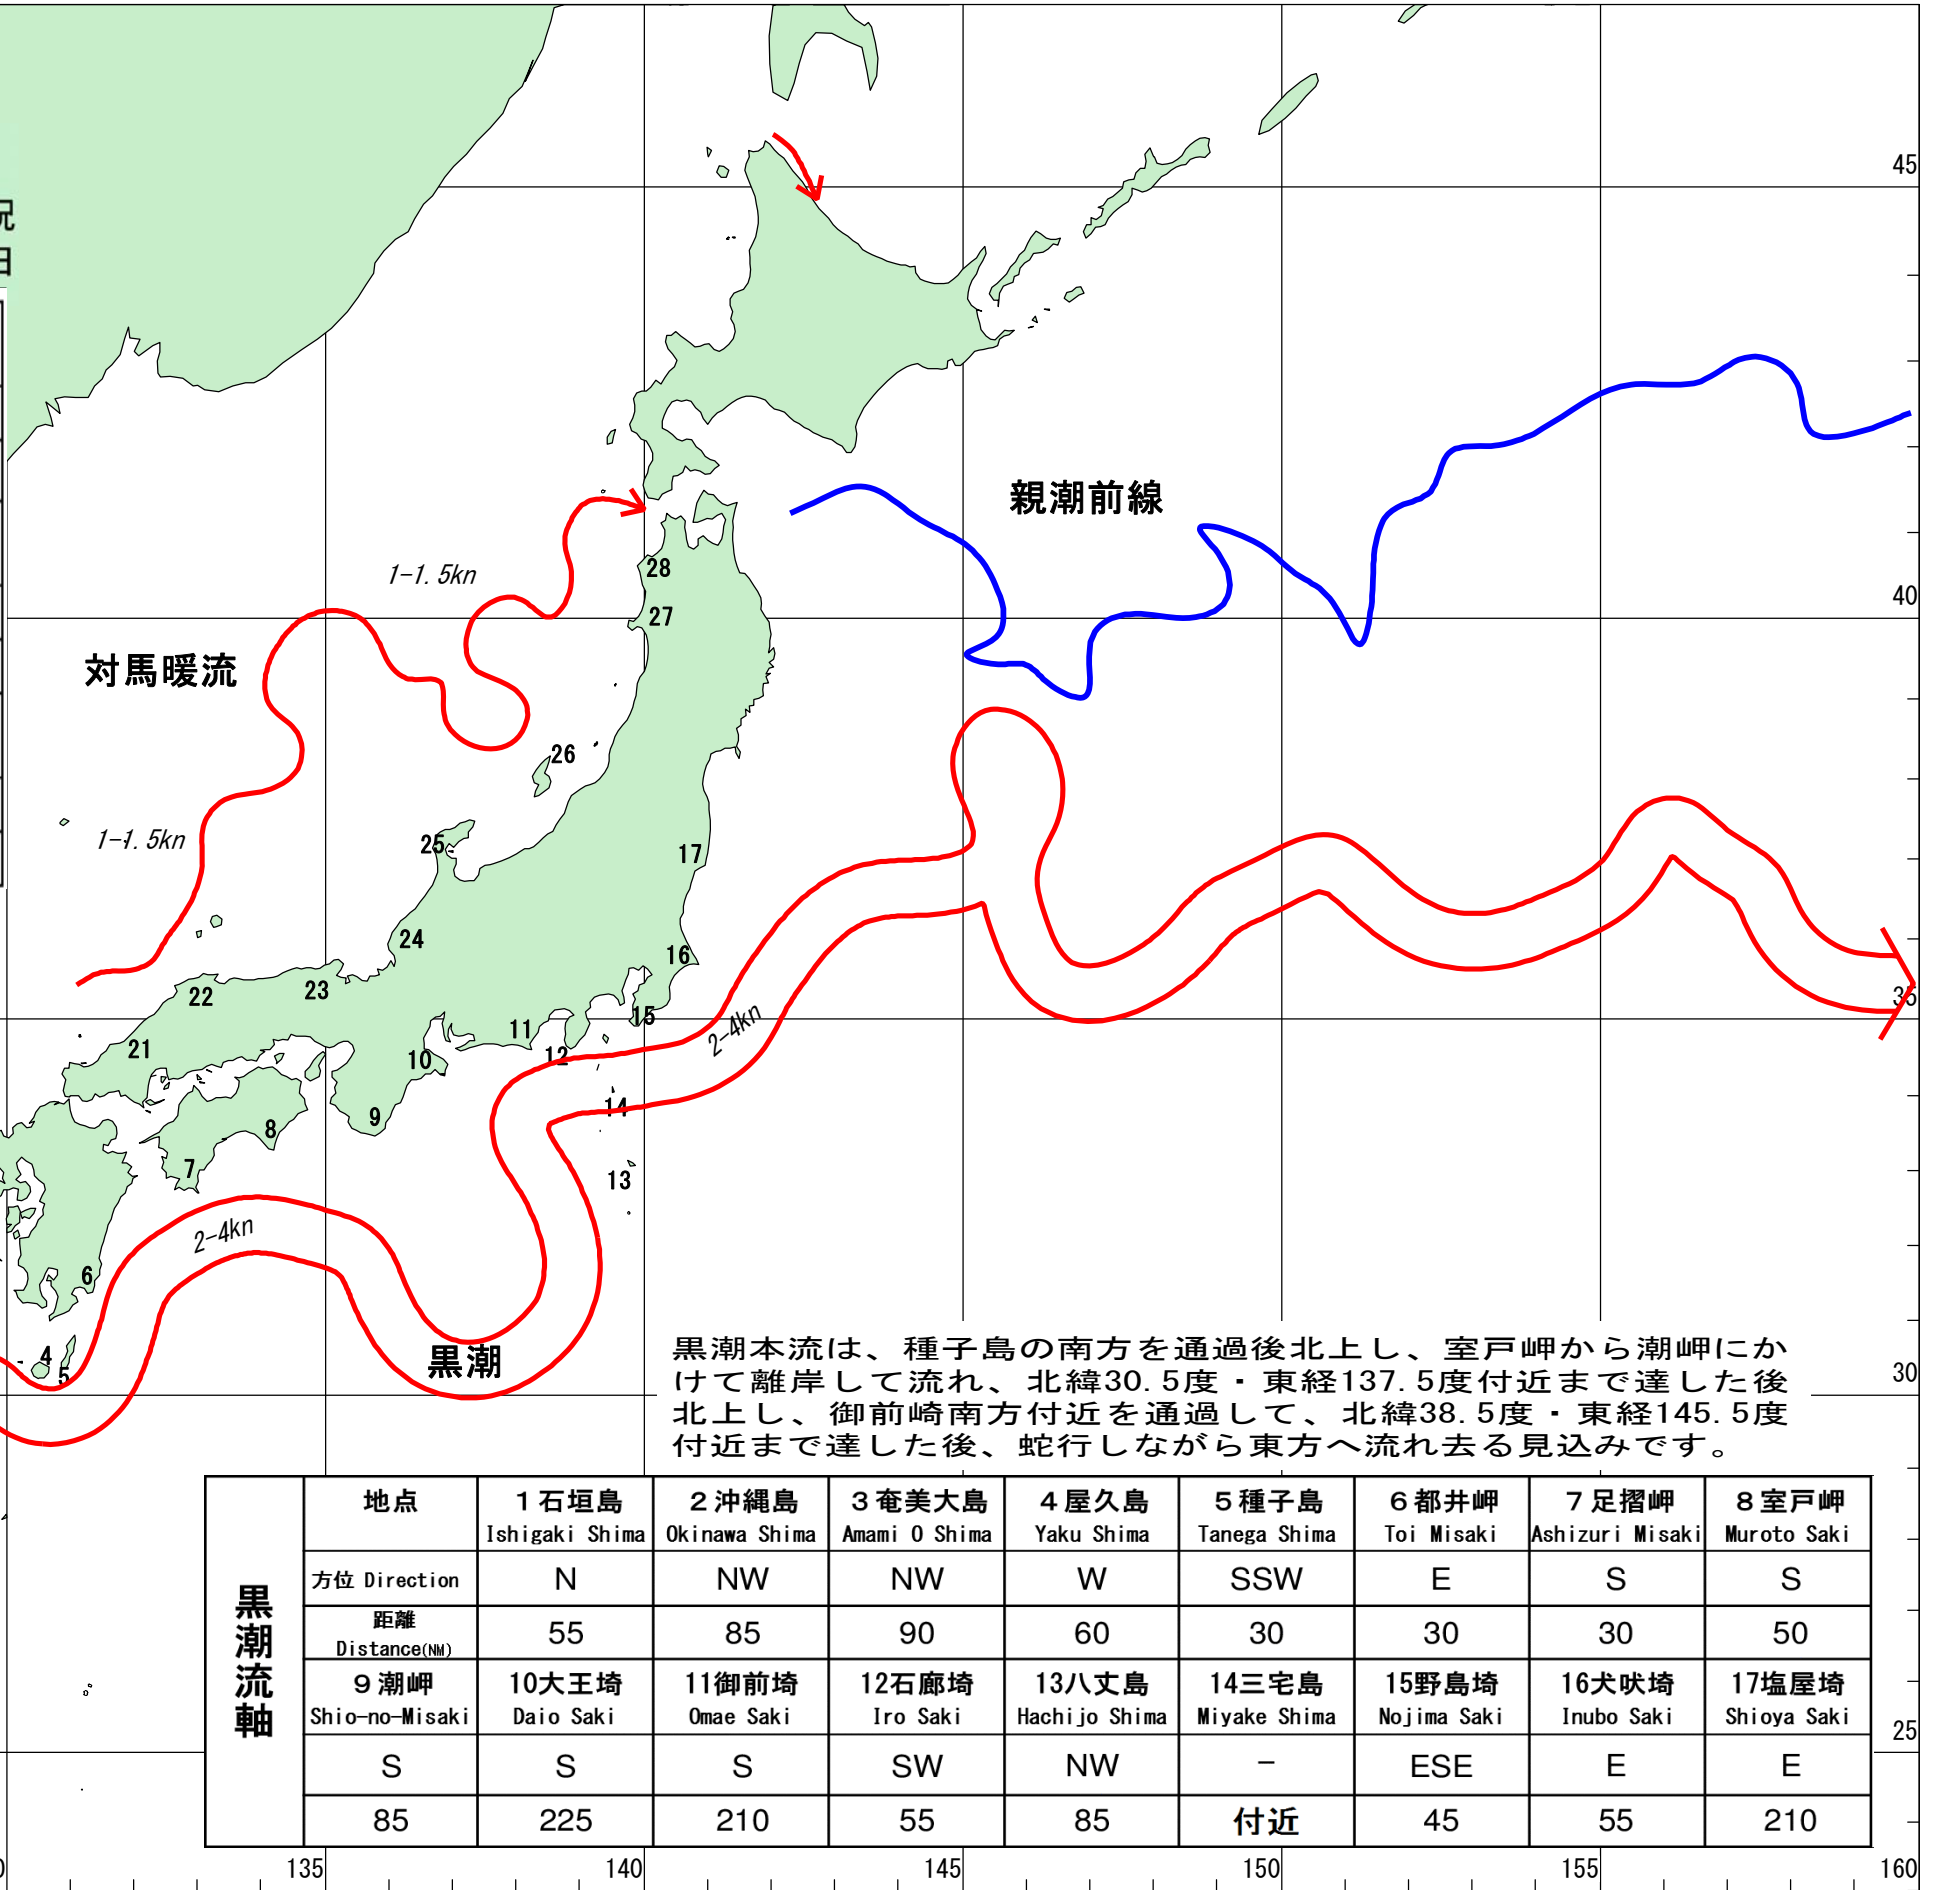 日
45
親潮前線
1-1.5kn
28
40
27
対馬暖流
26
1-1.5kn
25
17
24
16
22
23
35
15
2-4kn
11
21
12
10
14
9
8
7
13
2-4kn
6
4
5
黒潮
黒潮本流は、種子島の南方を通過後北上し、室戸岬から潮岬にか
けて離岸して流れ、北緯30.5度・東経137.5度付近まで達した後
北上し、御前崎南方付近を通過して、北緯38.5度・東経145.5度
付近まで達した後、蛇行しながら東方へ流れ去る見込みです。
30
黒潮流軸
地点 1石垣島 2沖縄島 3奄美大島 4屋久島 5種子島 6都井岬 7足摺岬 8室戸岬
Ishigaki Shima Okinawa Shima Amami O Shima Yaku Shima Tanega Shima Toi Misaki Ashizuri Misaki Muroto Saki
方位 Direction N NW NW W SSW E S S
距離
Distance(NM) 55 85 90 60 30 30 30 50
9潮岬 10大王埼 11御前埼 12石廊埼 13八丈島 14三宅島 15野島埼 16犬吠埼 17塩屋埼
Shio-no-Misaki Daio Saki Omae Saki Iro Saki Hachijo Shima Miyake Shima Nojima Saki Inubo Saki Shioya Saki
S S S SW NW - ESE E E
85 225 210 55 85 付近 45 55 210
25
135 140 145 150 155 160